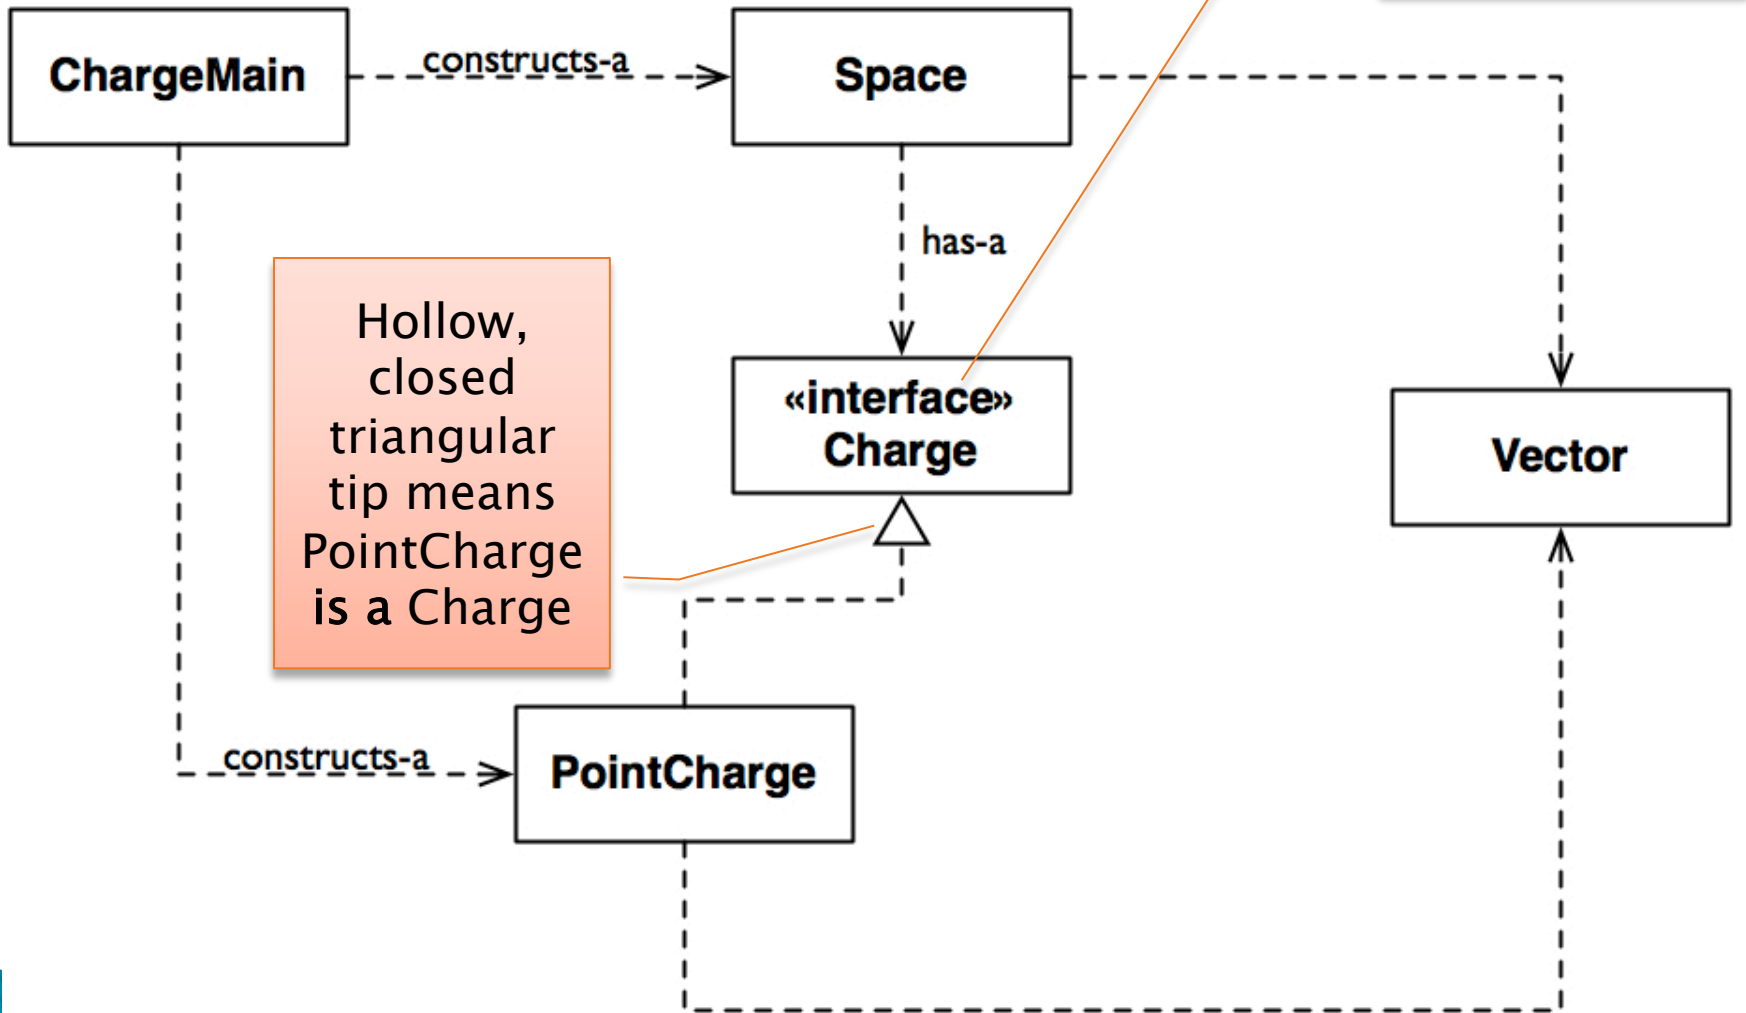 ChargeMain
constructs-a
Space
has-a
Hollow,
closed
triangular
tip means
PointCharge
is a Charge
«interface»
Charge
Vector
constructs-a
PointCharge